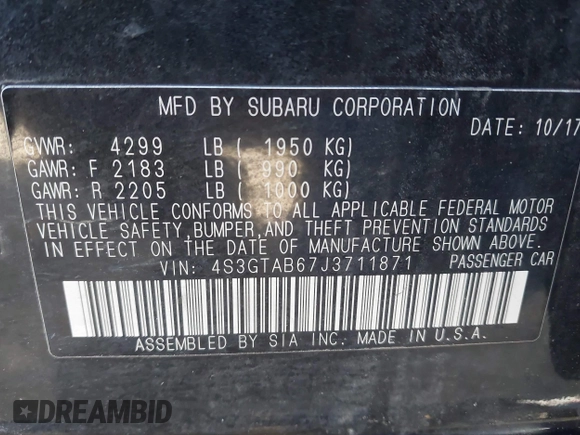 MFD BY SUBARU CORPORATION
DATE: 10/17
GVWR: 4299 LB ( 1950 KG)
GAWR: F 2183 LB ( 990 KG)
GAWR: R 2205 LB ( 1000 KG)
THIS VEHICLE CONFORMS TO ALL APPLICABLE FEDERAL MOTOR
VEHICLE SAFETY, BUMPER, AND THEFT PREVENTION STANDARDS
IN EFFECT ON THE DATE OF MANUFACTURE SHOWN ABOVE.
VIN: 4S3GTAB67J3711871 PASSENGER CAR
ASSEMBLED BY SIA INC. MADE IN U.S.A.
DREAMBID